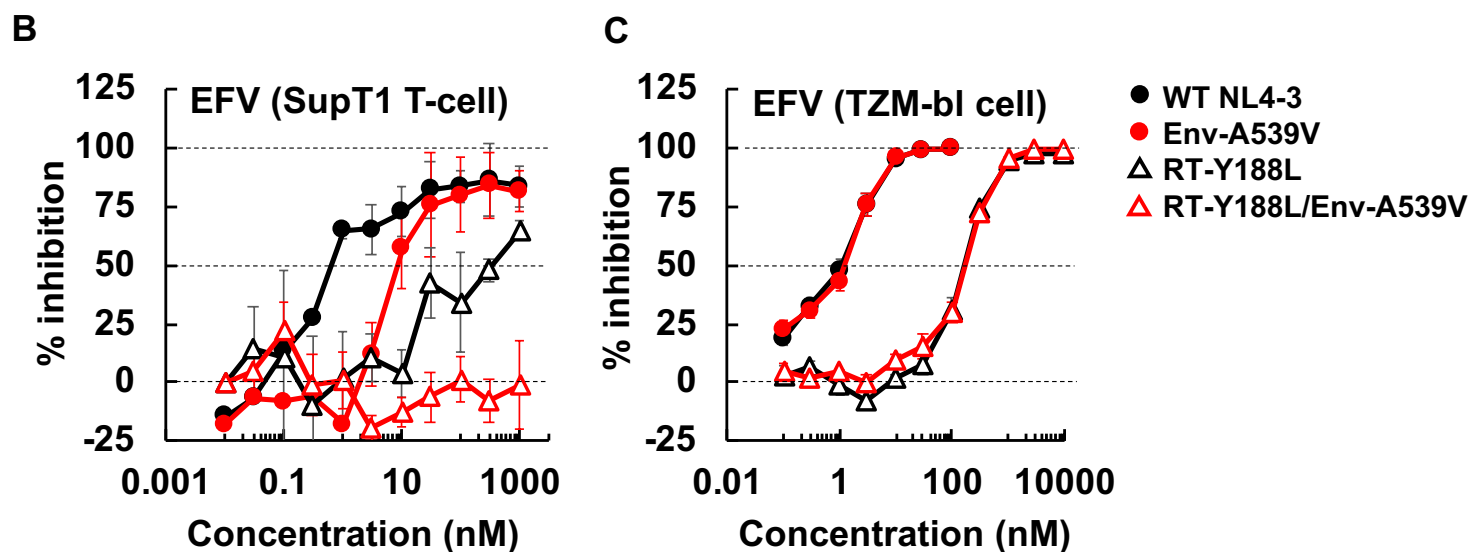 B
EFV (SupT1 T-cell)
% inhibition
125
100
75
50
25
0
-25
0.001 0.1 10 1000
Concentration (nM)
C
EFV (TZM-bl cell)
% inhibition
125
100
75
50
25
0
-25
0.01 1 100 10000
Concentration (nM)
WT NL4-3
Env-A539V
RT-Y188L
RT-Y188L/Env-A539V